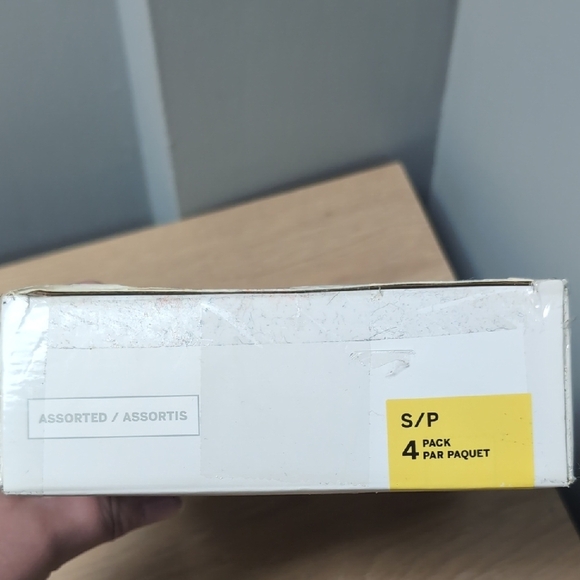 ASSORTED / ASSORTIS
S/P
4 PACK
PAR PAQUET